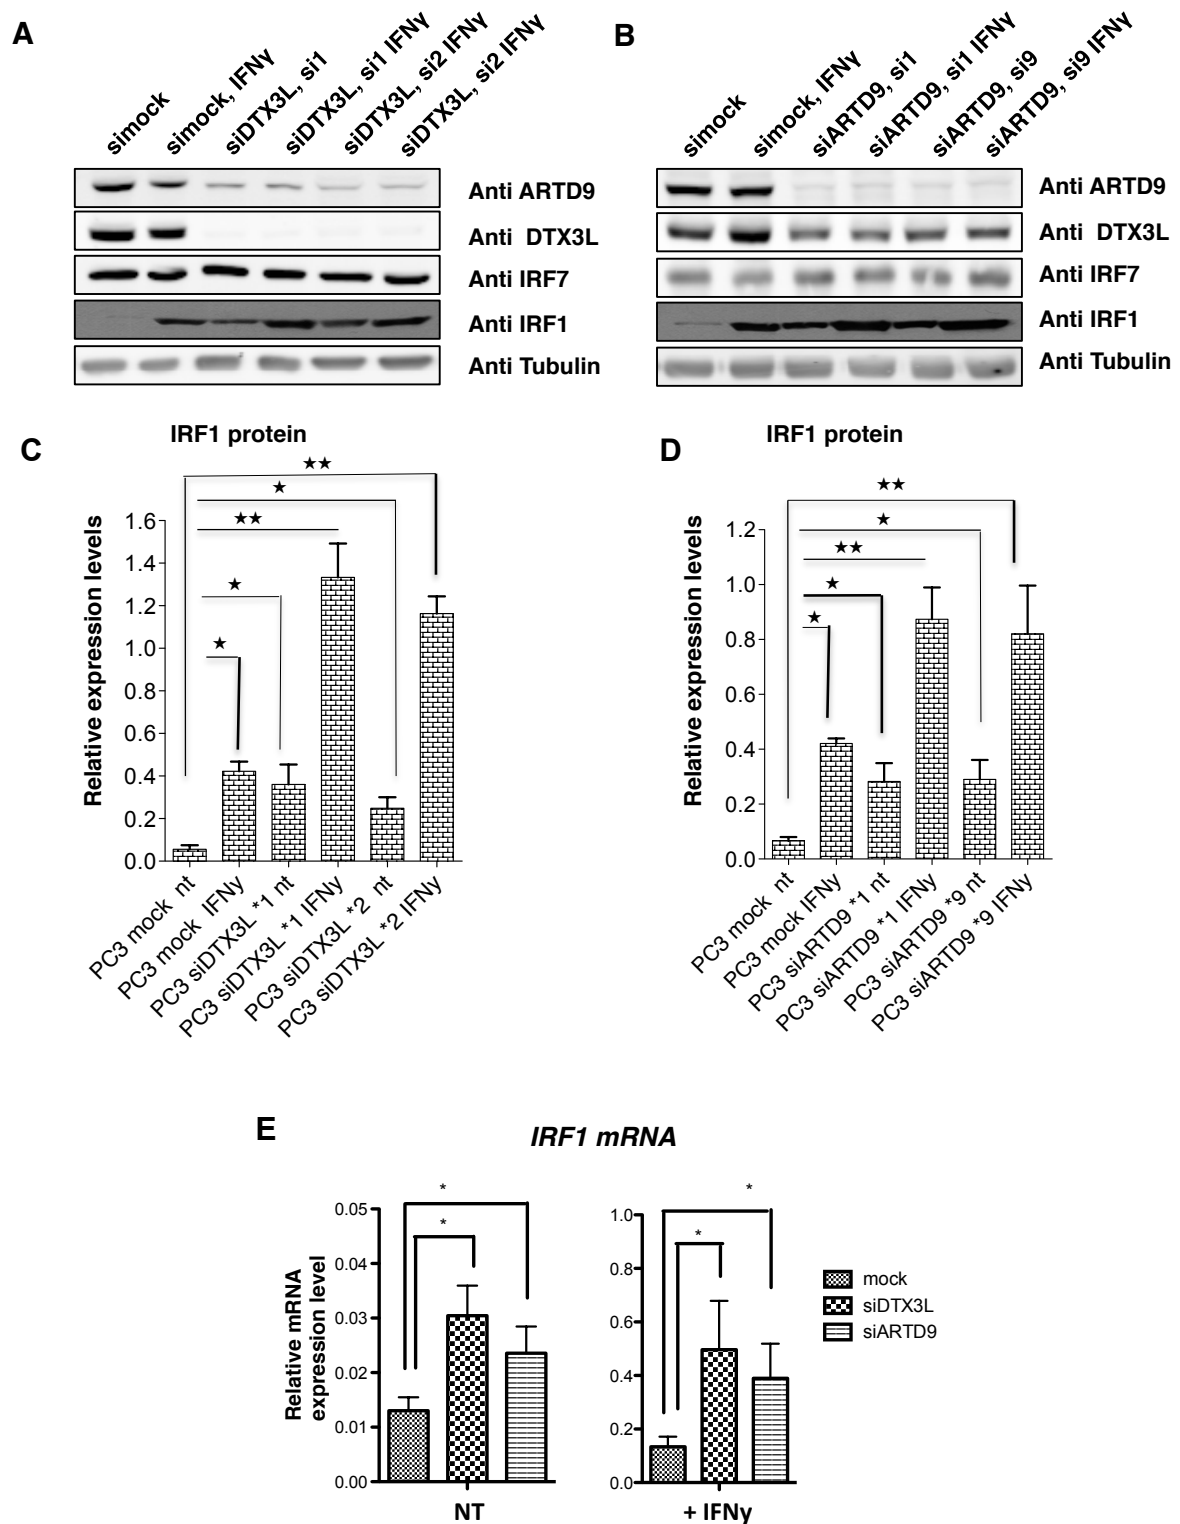 A
simock
simock, IFNγ
siDTX3L, si1
siDTX3L, si1 IFNγ
siDTX3L, si2 IFNγ
siDTX3L, si2 IFNγ
Anti ARTD9
Anti DTX3L
Anti IRF7
Anti IRF1
Anti Tubulin
B
simock
simock, IFNγ
siARTD9, si1
siARTD9, si1 IFNγ
siARTD9, si9
siARTD9, si9 IFNγ
Anti ARTD9
Anti DTX3L
Anti IRF7
Anti IRF1
Anti Tubulin
C
IRF1 protein
★★
★
★★
★
★
Relative expression levels
1.6
1.4
1.2
1.0
0.8
0.6
0.4
0.2
0.0
PC3 mock nt
PC3 mock IFNy
PC3 siDTX3L *1 nt
PC3 siDTX3L *1 IFNy
PC3 siDTX3L *2 nt
PC3 siDTX3L *2 IFNy
D
IRF1 protein
★★
★
★★
★
★
Relative expression levels
1.2
1.0
0.8
0.6
0.4
0.2
0.0
PC3 mock nt
PC3 mock IFNy
PC3 siARTD9 *1 nt
PC3 siARTD9 *1 IFNy
PC3 siARTD9 *9 nt
PC3 siARTD9 *9 IFNy
E
IRF1 mRNA
Relative mRNA
expression level
*
*
0.05
0.04
0.03
0.02
0.01
0.00
NT
*
*
1.0
0.8
0.6
0.4
0.2
0.0
+ IFNγ
mock
siDTX3L
siARTD9